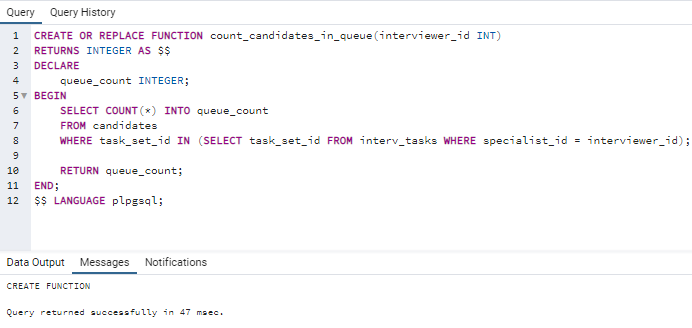 Query Query History
1 CREATE OR REPLACE FUNCTION count_candidates_in_queue(interviewer_id INT)
2 RETURNS INTEGER AS $$
3 DECLARE
4 queue_count INTEGER;
5 BEGIN
6 SELECT COUNT(*) INTO queue_count
7 FROM candidates
8 WHERE task_set_id IN (SELECT task_set_id FROM interv_tasks WHERE specialist_id = interviewer_id);
9
10 RETURN queue_count;
11 END;
12 $$ LANGUAGE plpgsql;
Data Output Messages Notifications
CREATE FUNCTION
Query returned successfully in 47 msec.